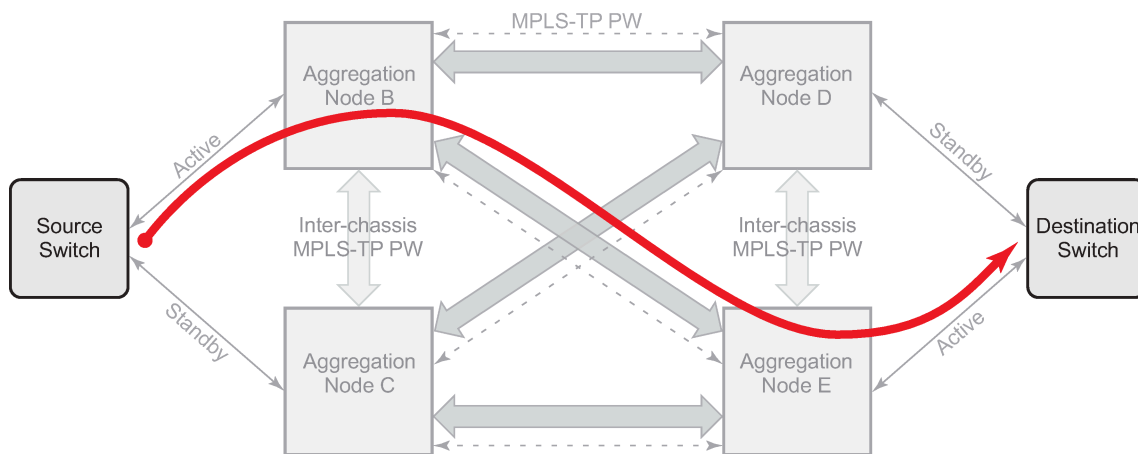 MPLS-TP PW
Aggregation
Node B
Aggregation
Node D
Active
Standby
Source
Switch
Inter-chassis
MPLS-TP PW
Inter-chassis
MPLS-TP PW
Destination
Switch
Standby
Active
Aggregation
Node C
Aggregation
Node E